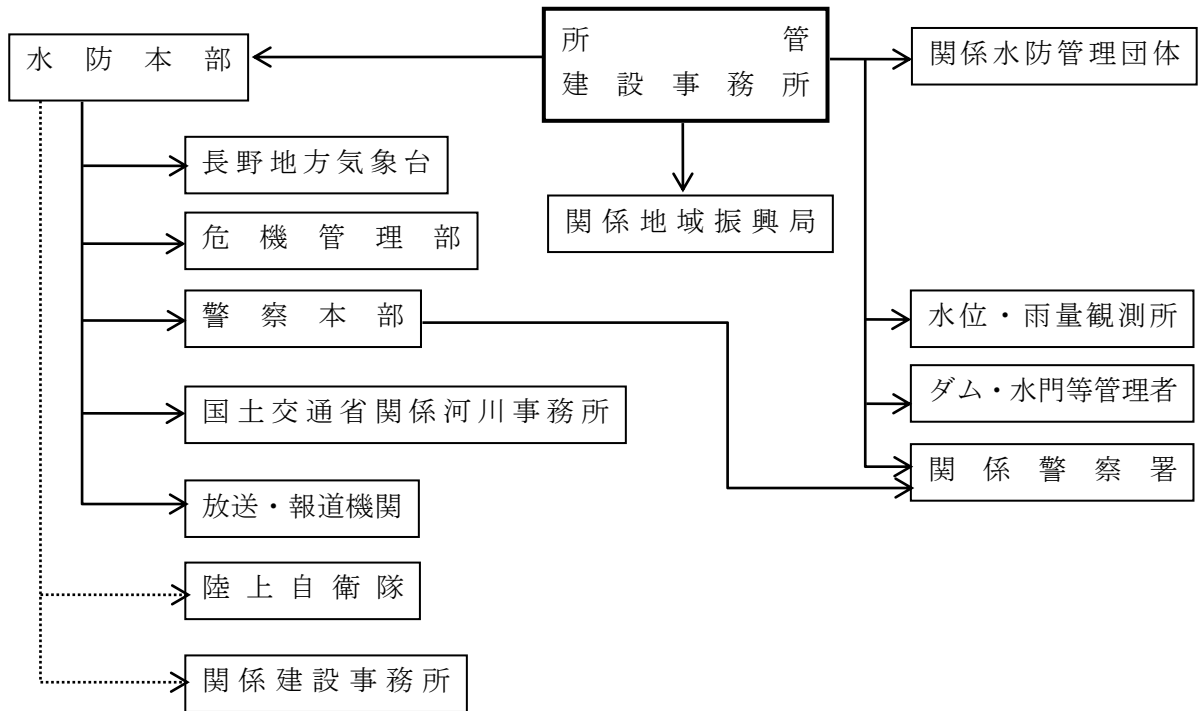 水防本部
所管
建設事務所
関係水防管理団体
長野地方気象台
関係地域振興局
危機管理部
警察本部
水位・雨量観測所
国土交通省関係河川事務所
ダム・水門等管理者
関係警察署
放送・報道機関
陸上自衛隊
関係建設事務所